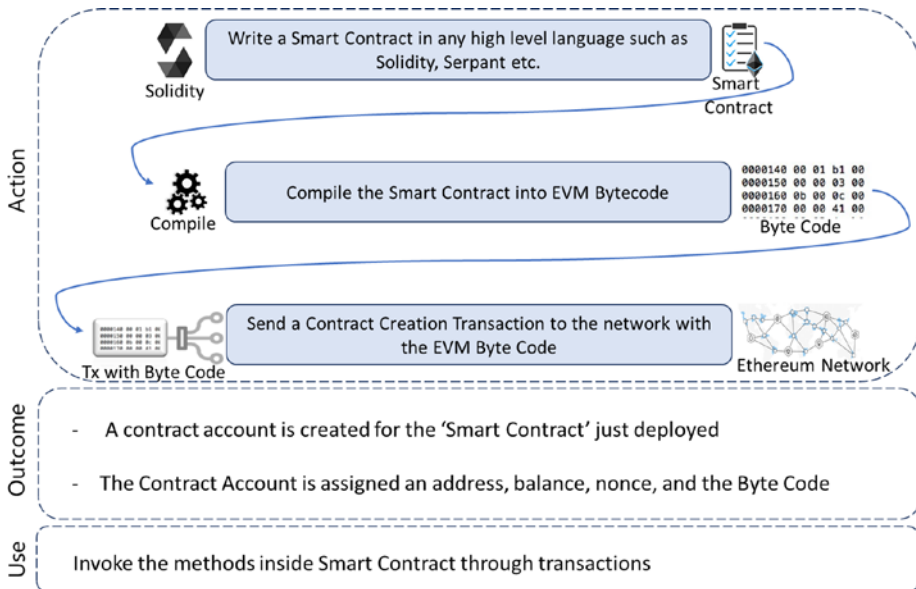 Write a Smart Contract in any high level language such as
Solidity, Serpant etc.
Solidity
Smart
Contract
Action
Compile the Smart Contract into EVM Bytecode
Compile
0000140 00 01 b1 00
0000150 00 00 03 00
0000160 0b 00 0c 00
0000170 00 00 41 00
Byte Code
Send a Contract Creation Transaction to the network with
the EVM Byte Code
Tx with Byte Code
Ethereum Network
Outcome
- A contract account is created for the ‘Smart Contract’ just deployed
- The Contract Account is assigned an address, balance, nonce, and the Byte Code
Use
Invoke the methods inside Smart Contract through transactions